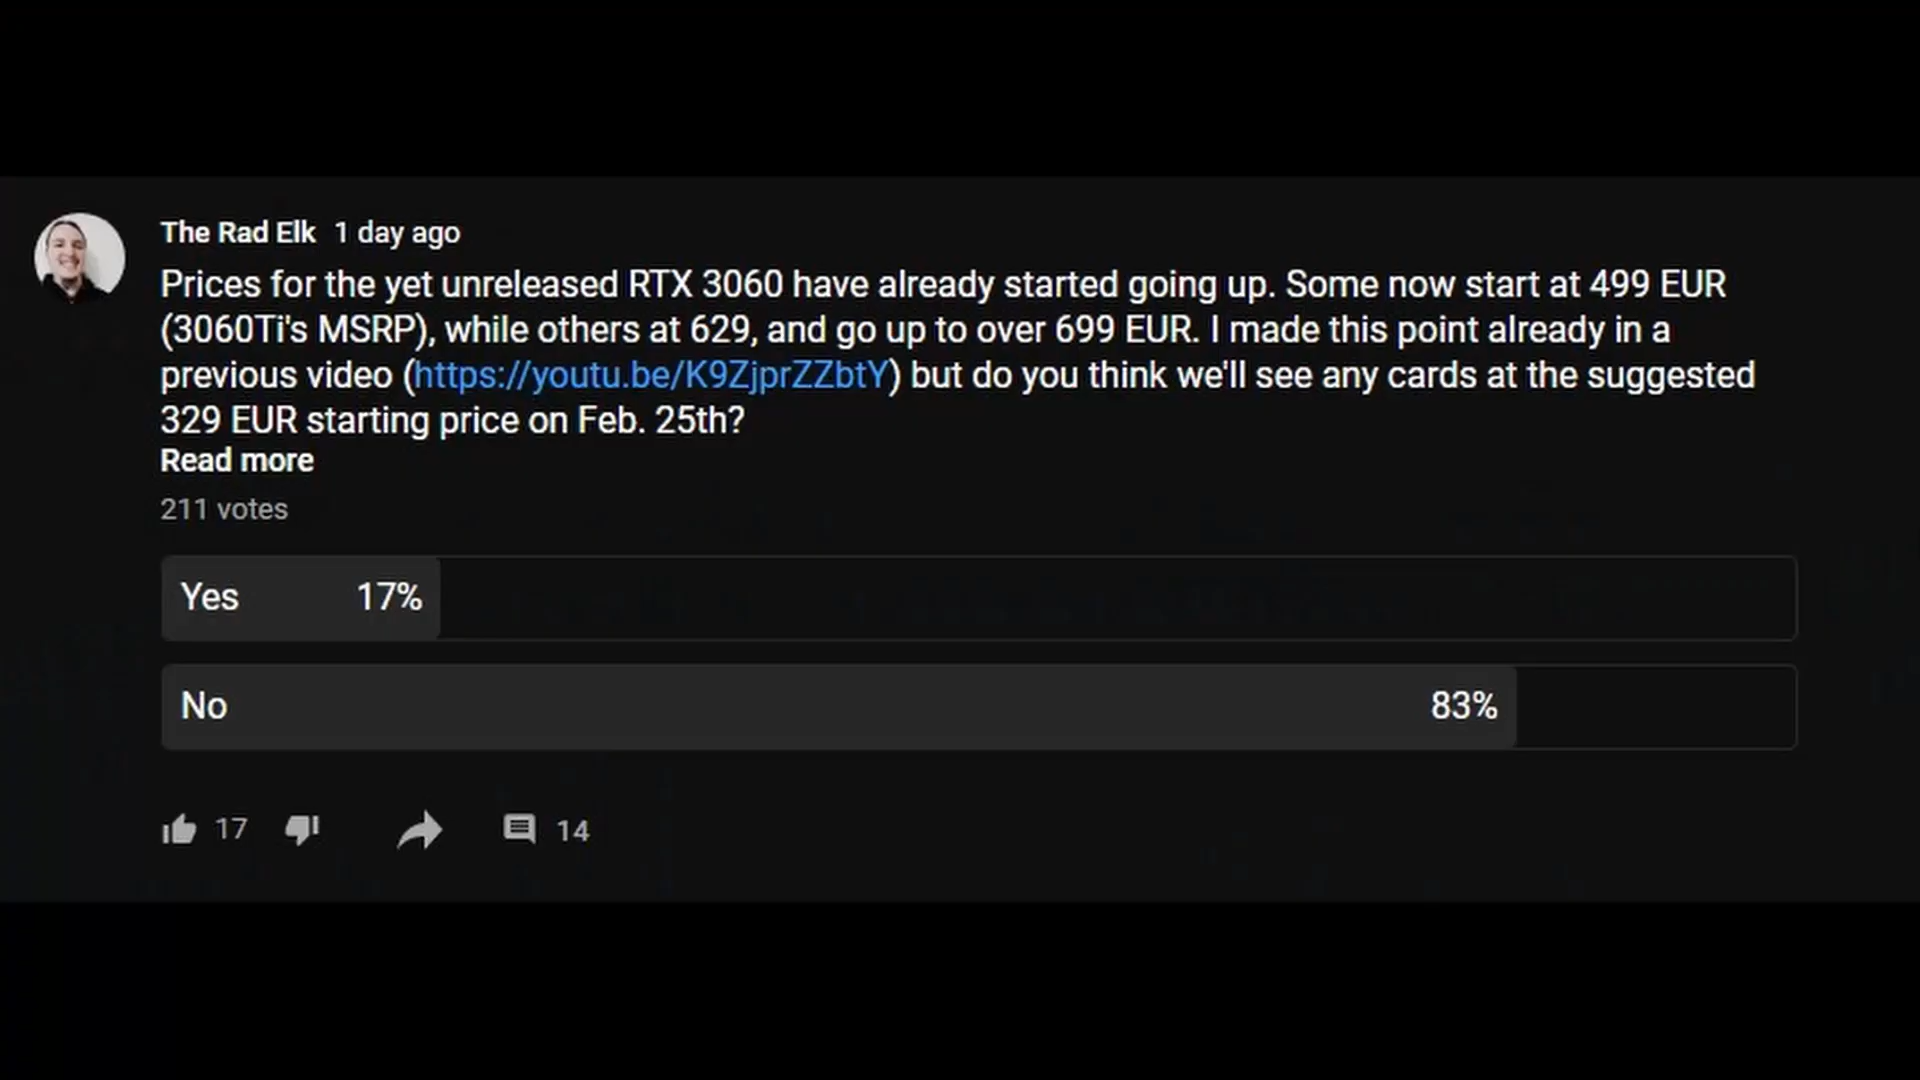 The Rad Elk 1 day ago
Prices for the yet unreleased RTX 3060 have already started going up. Some now start at 499 EUR
(3060Ti's MSRP), while others at 629, and go up to over 699 EUR. I made this point already in a
previous video (https://youtu.be/K9ZjprZZbtY) but do you think we'll see any cards at the suggested
329 EUR starting price on Feb. 25th?
Read more
211 votes
Yes 17%
No 83%
17 14